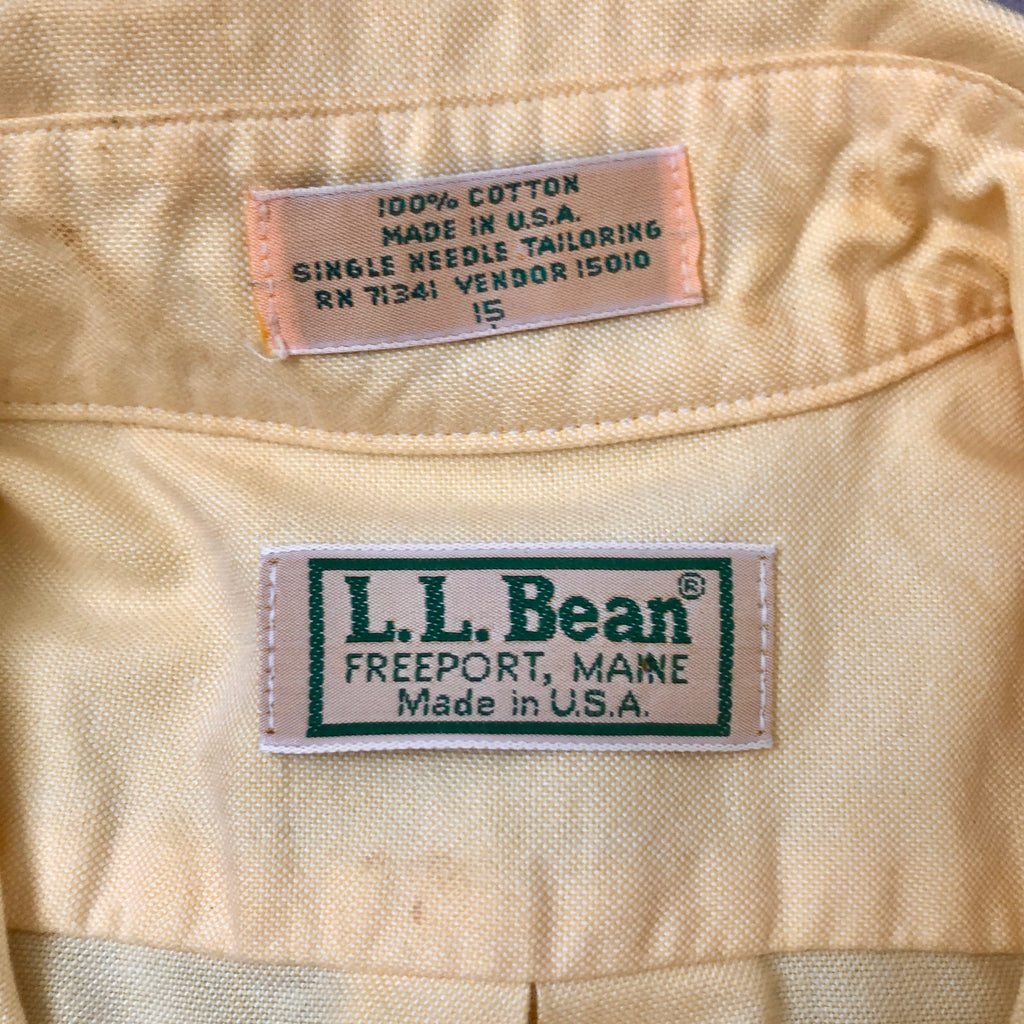 100% COTTON
MADE IN U.S.A.
SINGLE NEEDLE TAILORING
RN 71341 VENDOR 15010
15
L.L. Bean®
FREEPORT, MAINE
Made in U.S.A.